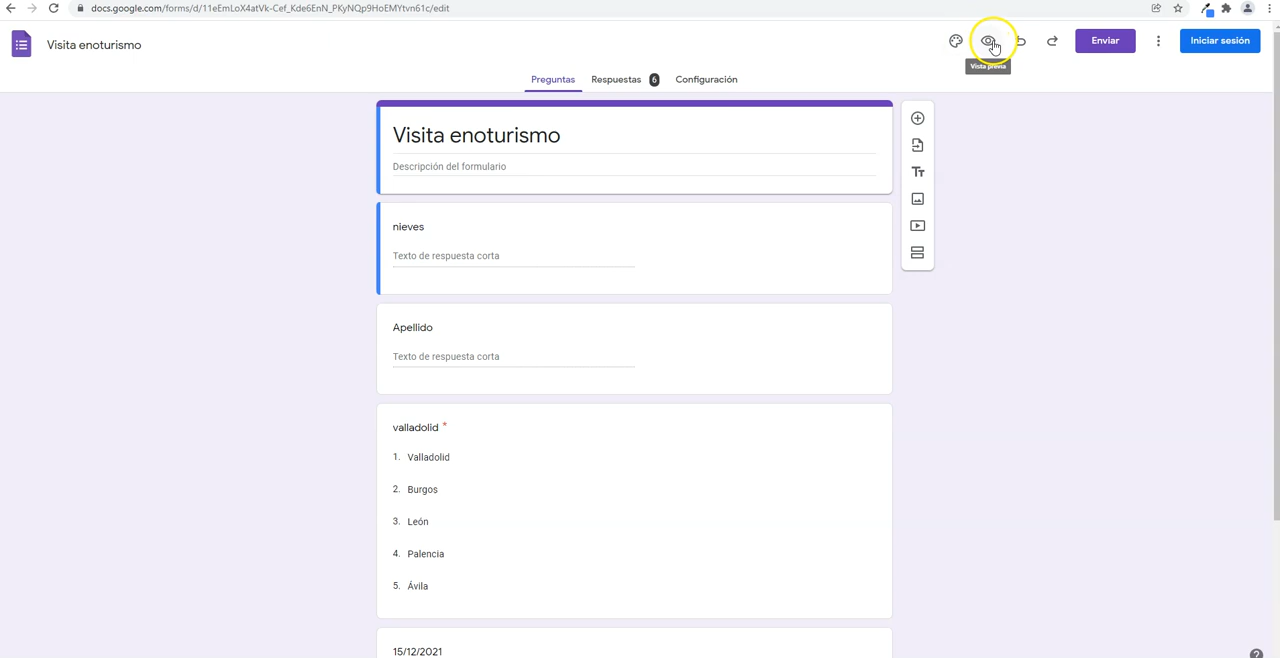 docs.google.com/forms/d/11eEmLoX4atVk-Cef_Kde6EnN_PKyNQp9HoEMYtvn61c/edit
Visita enoturismo
Enviar
Iniciar sesión
Vista previa
Preguntas
Respuestas 6
Configuración
Visita enoturismo
Descripción del formulario
nieves
Texto de respuesta corta
Apellido
Texto de respuesta corta
valladolid *
1. Valladolid
2. Burgos
3. León
4. Palencia
5. Ávila
15/12/2021